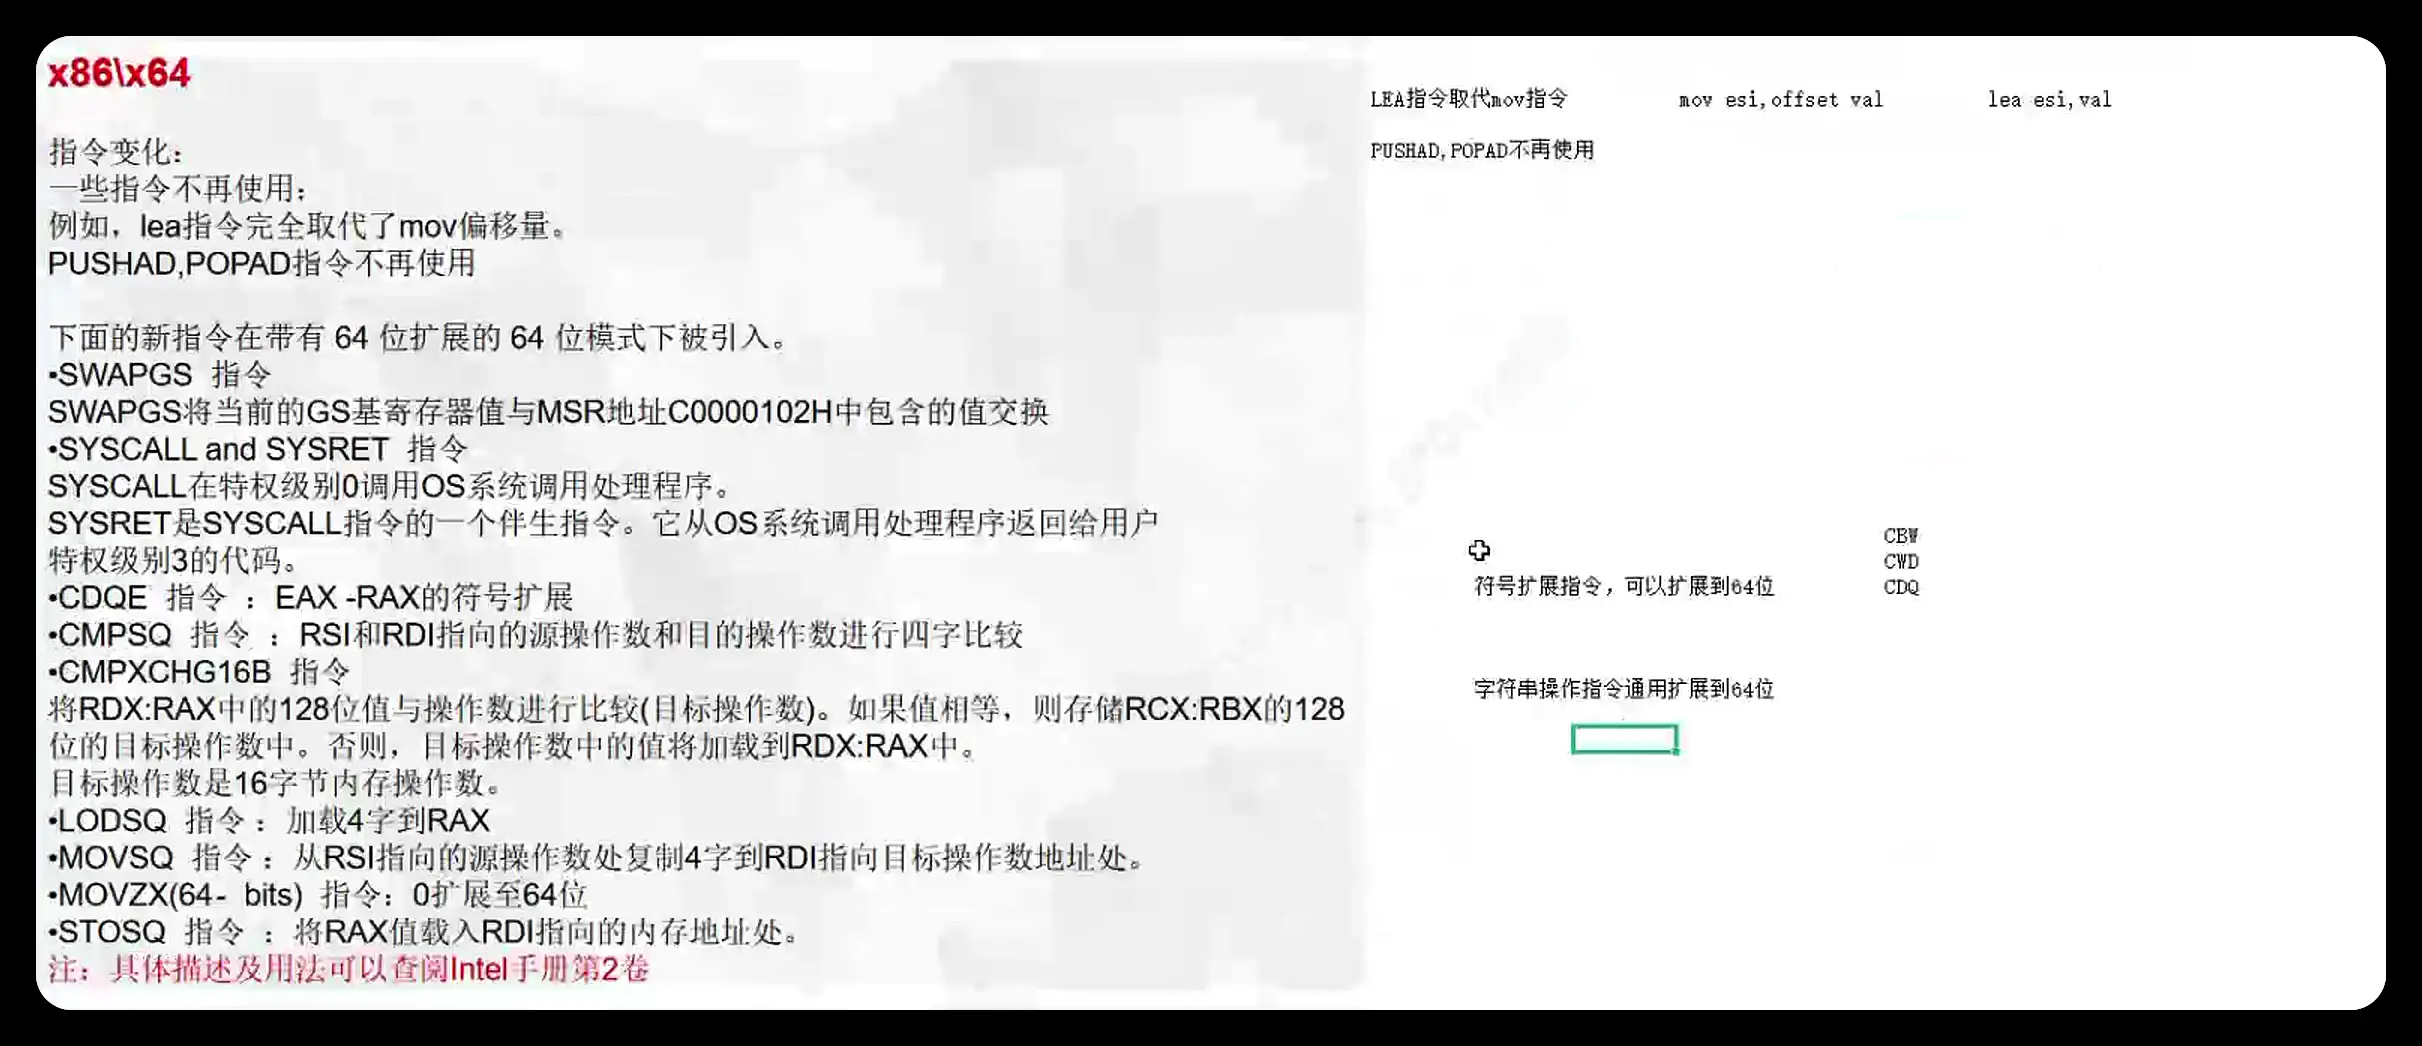 x86\x64
指令变化：
一些指令不再使用；
例如，lea指令完全取代了mov偏移量。
PUSHAD,POPAD指令不再使用
下面的新指令在带有 64 位扩展的 64 位模式下被引入。
•SWAPGS 指令
SWAPGS将当前的GS基寄存器值与MSR地址C0000102H中包含的值交换
•SYSCALL and SYSRET 指令
SYSCALL在特权级别0调用OS系统调用处理程序。
SYSRET是SYSCALL指令的一个伴生指令。它从OS系统调用处理程序返回给用户
特权级别3的代码。
•CDQE 指令 ：EAX -RAX的符号扩展
•CMPSQ 指令 ：RSI和RDI指向的源操作数和目的操作数进行四字比较
•CMPXCHG16B 指令
将RDX:RAX中的128位值与操作数进行比较(目标操作数)。如果值相等，则存储RCX:RBX的128
位的目标操作数中。否则，目标操作数中的值将加载到RDX:RAX中。
目标操作数是16字节内存操作数。
•LODSQ 指令 ：加载4字到RAX
•MOVSQ 指令 ：从RSI指向的源操作数处复制4字到RDI指向目标操作数地址处。
•MOVZX(64- bits) 指令：0扩展至64位
•STOSQ 指令 ：将RAX值载入RDI指向的内存地址处。
注：具体描述及用法可以查阅Intel手册第2卷
LEA指令取代mov指令 mov esi,offset val lea esi,val
PUSHAD,POPAD不再使用
CBW
CWD
符号扩展指令，可以扩展到64位 CDQ
字符串操作指令通用扩展到64位